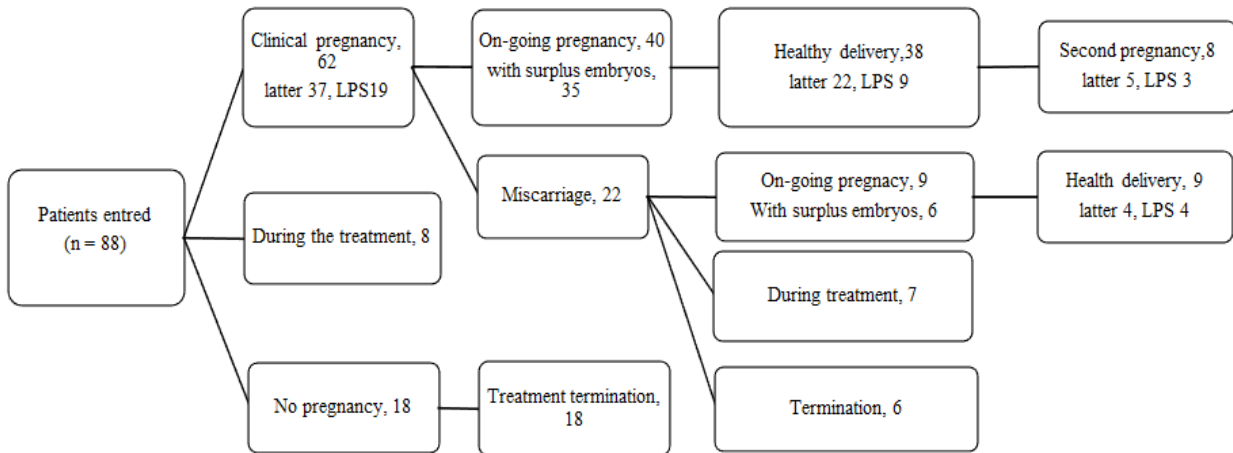 Clinical pregnancy,
62
latter 37, LPS19
On-going pregnancy, 40
with surplus embryos,
35
Healthy delivery,38
latter 22, LPS 9
Second pregnancy,8
latter 5, LPS 3
Patients entred
(n = 88)
During the treatment, 8
Miscarriage, 22
On-going pregnacy, 9
With surplus embryos, 6
Health delivery, 9
latter 4, LPS 4
During treatment, 7
No pregnancy, 18
Treatment termination,
18
Termination, 6